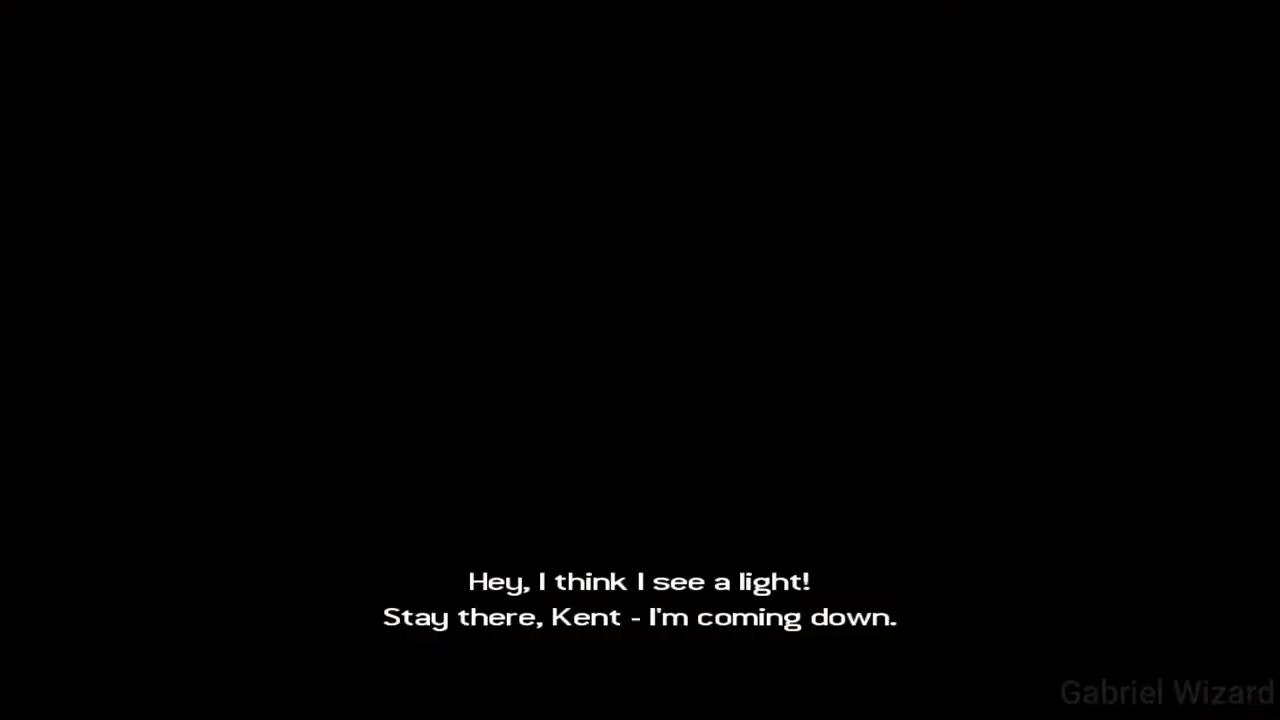 Hey, I think I see a light!
Stay there, Kent - I'm coming down.
Gabriel Wizard